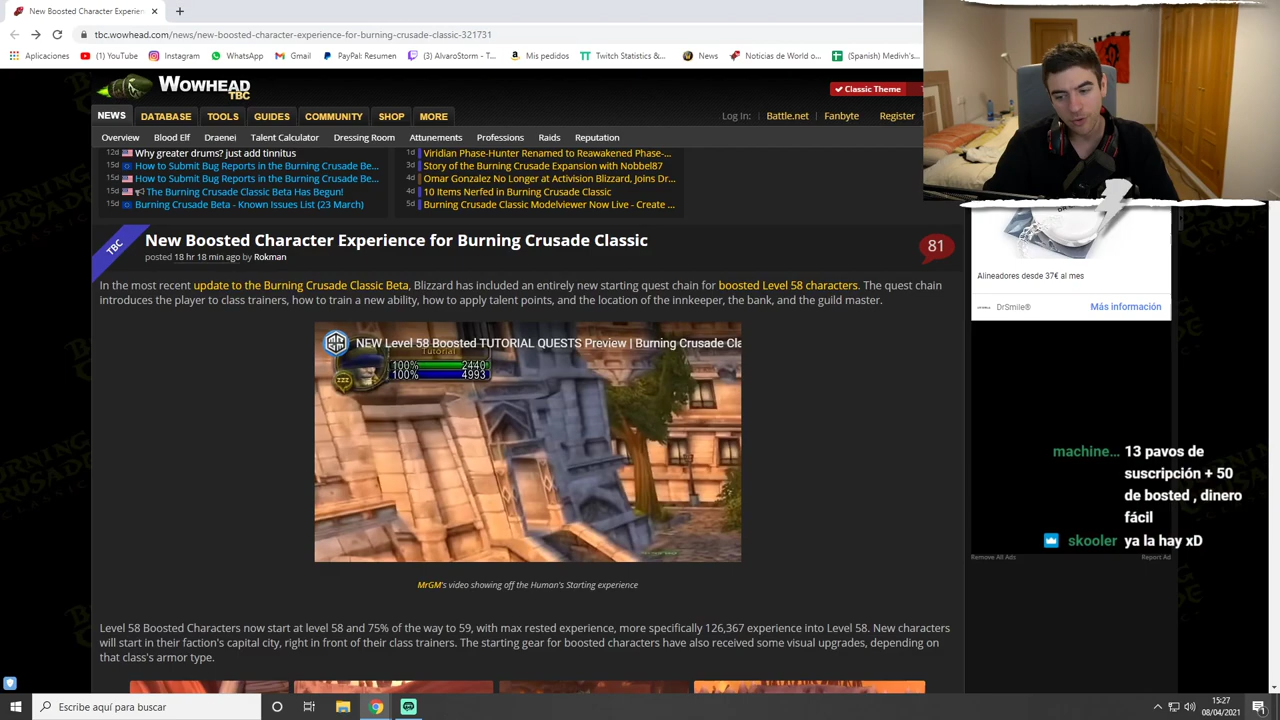 New Boosted Character Experien
tbc.wowhead.com/news/new-boosted-character-experience-for-burning-crusade-classic-321731
Aplicaciones
(1) YouTube
Instagram
WhatsApp
Gmail
PayPal: Resumen
(3) AlvaroStorm - T...
Mis pedidos
Twitch Statistics &...
News
Noticias de World o...
(Spanish) Medivh's...
WOWHEAD
TBC
Classic Theme
NEWS DATABASE TOOLS GUIDES COMMUNITY SHOP MORE
Log In: Battle.net Fanbyte Register
Overview Blood Elf Draenei Talent Calculator Dressing Room Attunements Professions Raids Reputation
12d Why greater drums? just add tinnitus
15d How to Submit Bug Reports in the Burning Crusade Be...
15d How to Submit Bug Reports in the Burning Crusade Be...
15d The Burning Crusade Classic Beta Has Begun!
15d Burning Crusade Beta - Known Issues List (23 March)
1d Viridian Phase-Hunter Renamed to Reawakened Phase-...
1d Story of the Burning Crusade Expansion with Nobbel87
4d Omar Gonzalez No Longer at Activision Blizzard, Joins Dr...
4d 10 Items Nerfed in Burning Crusade Classic
5d Burning Crusade Classic Modelviewer Now Live - Create ...
TBC
New Boosted Character Experience for Burning Crusade Classic
81
posted 18 hr 18 min ago by Rokman
In the most recent update to the Burning Crusade Classic Beta, Blizzard has included an entirely new starting quest chain for boosted Level 58 characters. The quest chain
introduces the player to class trainers, how to train a new ability, how to apply talent points, and the location of the innkeeper, the bank, and the guild master.
NEW Level 58 Boosted TUTORIAL QUESTS Preview | Burning Crusade Cla
Tutorial
100% 2440
100% 4993
MrGM's video showing off the Human's Starting experience
Level 58 Boosted Characters now start at level 58 and 75% of the way to 59, with max rested experience, more specifically 126,367 experience into Level 58. New characters
will start in their faction's capital city, right in front of their class trainers. The starting gear for boosted characters have also received some visual upgrades, depending on
that class's armor type.
Alineadores desde 37€ al mes
DrSmile®
Más información
machine... 13 pavos de
suscripción + 50
de bosted , dinero
fácil
skooler ya la hay xD
Remove All Ads
Report Ad
Escribe aquí para buscar
15:27
08/04/2021
1